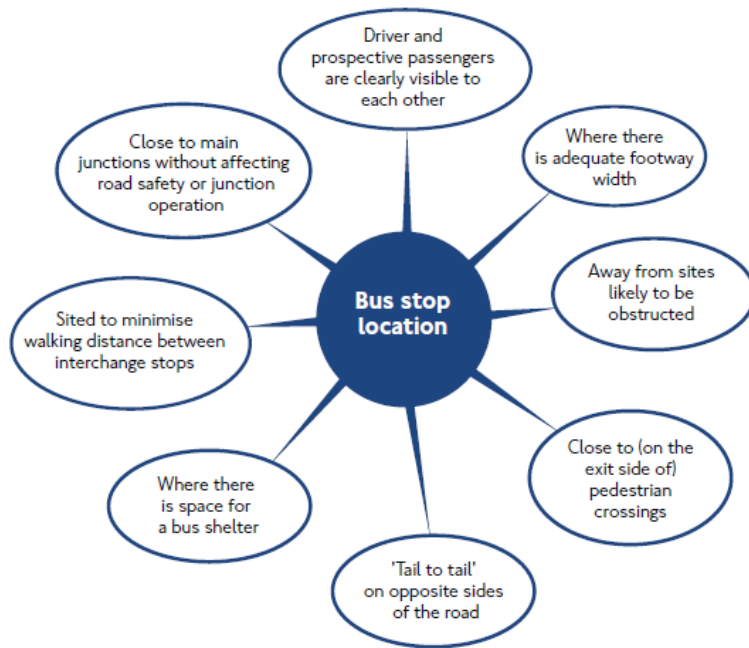 Driver and
prospective passengers
are clearly visible to
each other
Where there
is adequate footway
width
Away from sites
likely to be
obstructed
Close to (on the
exit side of)
pedestrian
crossings
'Tail to tail'
on opposite sides
of the road
Where there
is space for
a bus shelter
Sited to minimise
walking distance between
interchange stops
Close to main
junctions without affecting
road safety or junction
operation
Bus stop
location